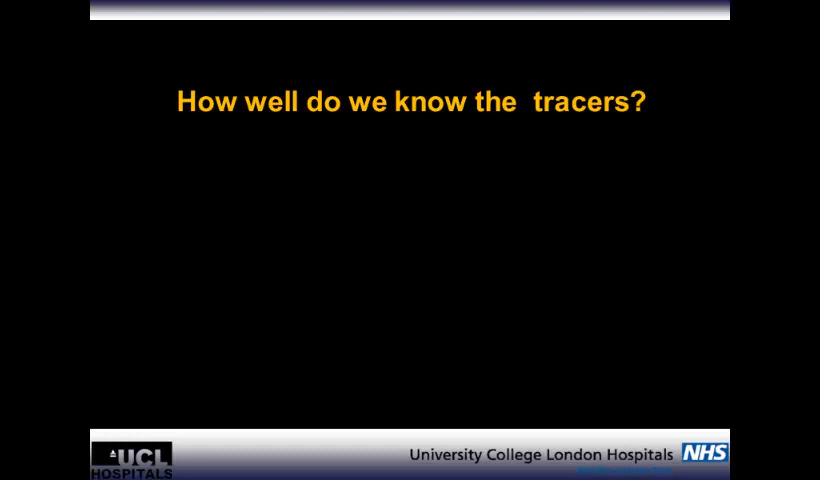 How well do we know the  tracers?
UCL
HOSPITALS
University College London Hospitals NHS